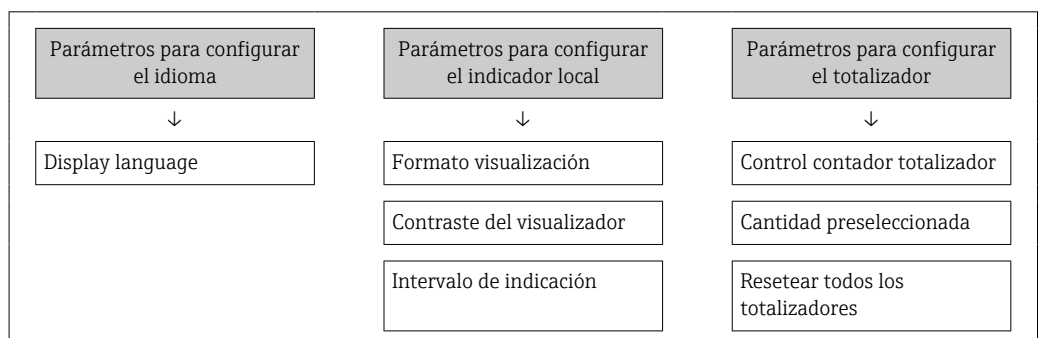 Parámetros para configurar
el idioma
Parámetros para configurar
el indicador local
Parámetros para configurar
el totalizador
↓
↓
↓
Display language
Formato visualización
Control contador totalizador
Contraste del visualizador
Cantidad preseleccionada
Intervalo de indicación
Resetear todos los
totalizadores